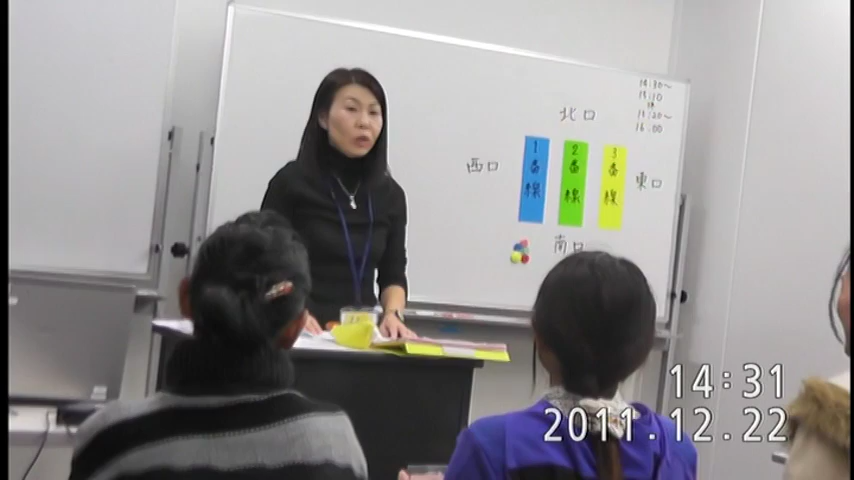 14:30～
15:10
休
15:20～
16:00
北口
西口
1番線
2番線
3番線
東口
南口
14:31
2011.12.22